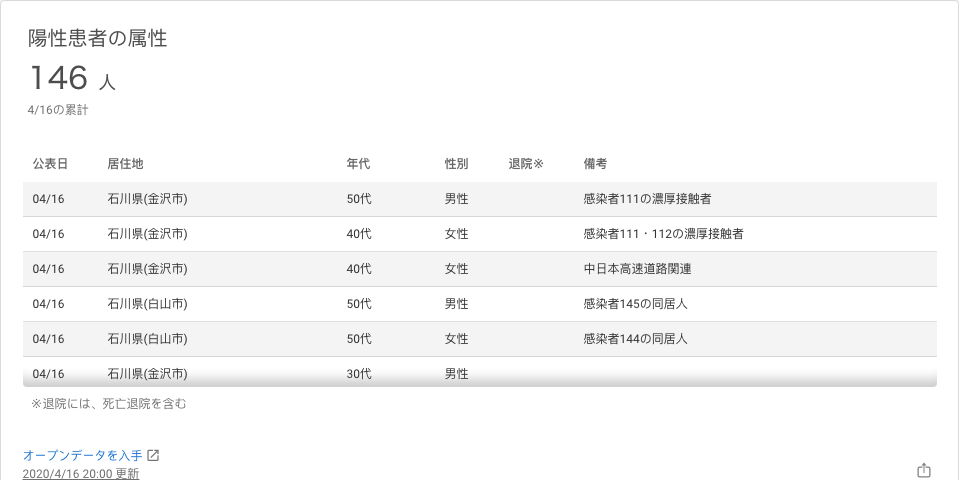 陽性患者の属性
146 人
4/16の累計
公表日 居住地 年代 性別 退院※ 備考
04/16 石川県(金沢市) 50代 男性 感染者111の濃厚接触者
04/16 石川県(金沢市) 40代 女性 感染者111・112の濃厚接触者
04/16 石川県(金沢市) 40代 女性 中日本高速道路関連
04/16 石川県(白山市) 50代 男性 感染者145の同居人
04/16 石川県(白山市) 50代 女性 感染者144の同居人
04/16 石川県(金沢市) 30代 男性
※退院には、死亡退院を含む
オープンデータを入手
2020/4/16 20:00 更新